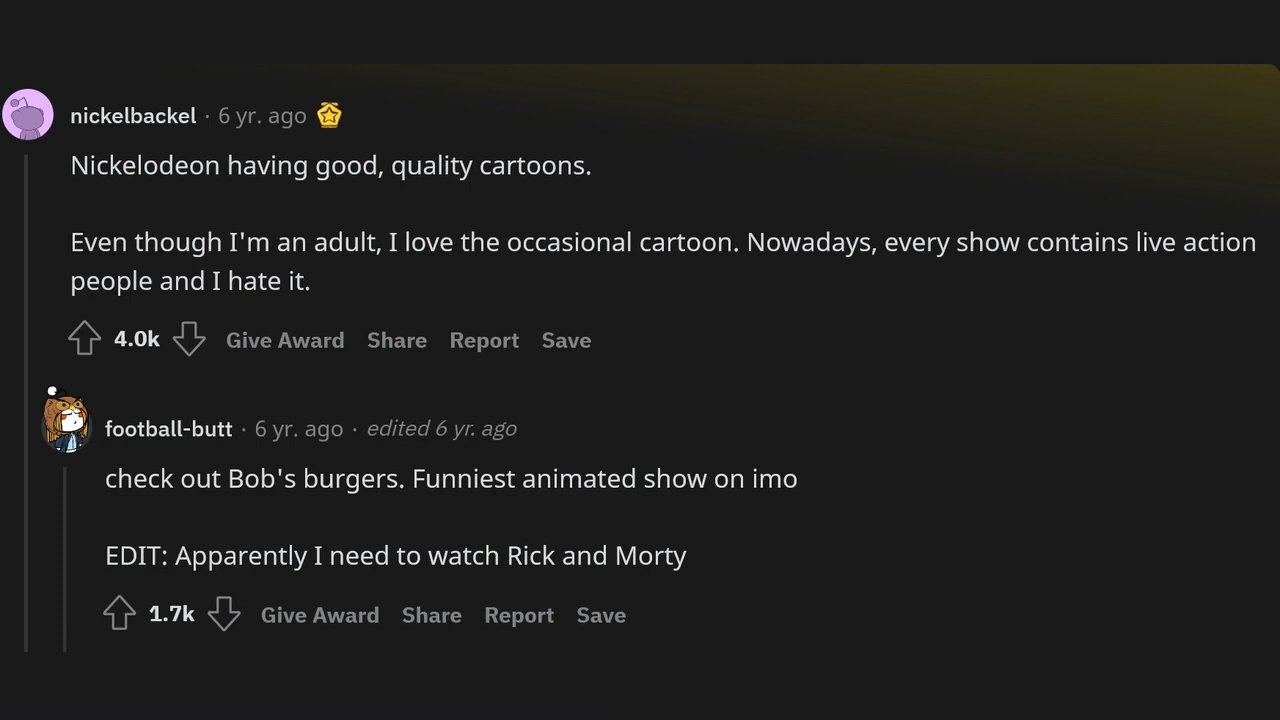 nickelbackel · 6 yr. ago
Nickelodeon having good, quality cartoons.
Even though I'm an adult, I love the occasional cartoon. Nowadays, every show contains live action
people and I hate it.
4.0k Give Award Share Report Save
football-butt · 6 yr. ago · edited 6 yr. ago
check out Bob's burgers. Funniest animated show on imo
EDIT: Apparently I need to watch Rick and Morty
1.7k Give Award Share Report Save